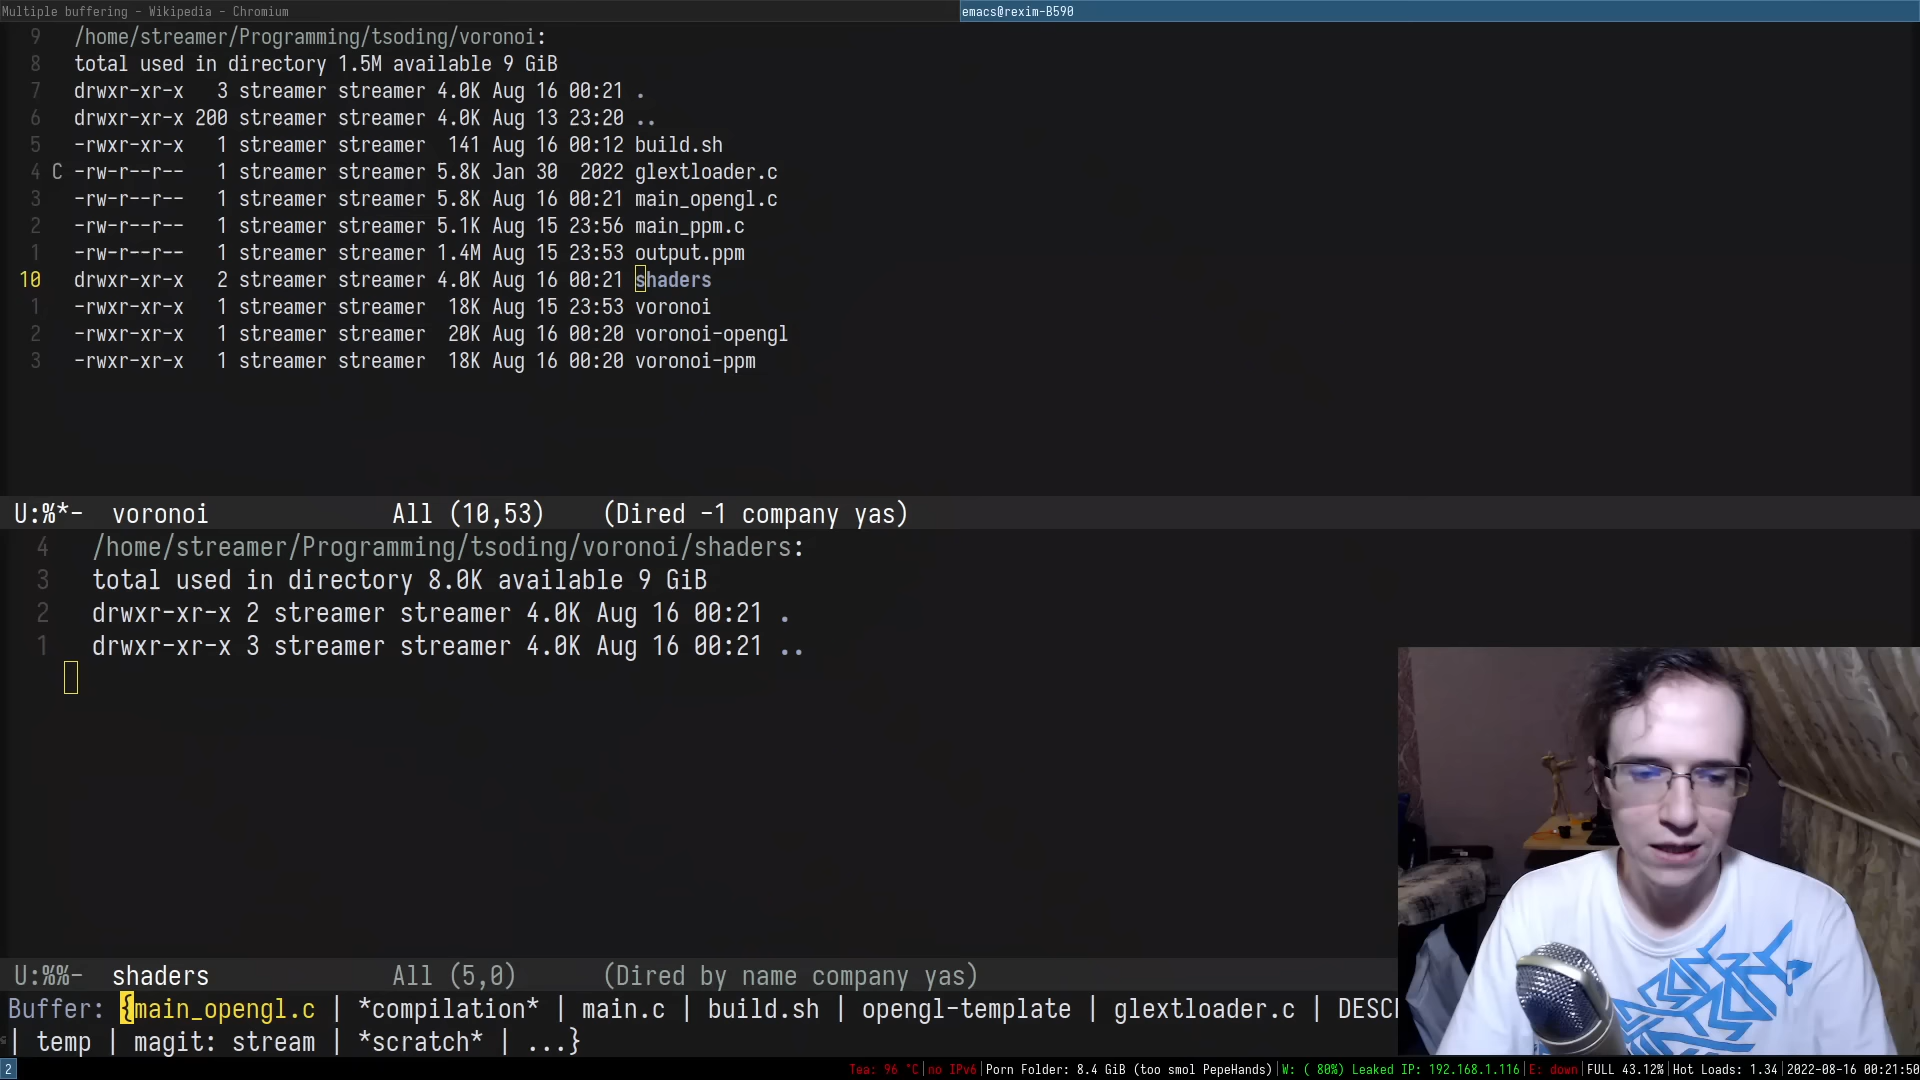 Multiple buffering - Wikipedia - Chromium
emacs@rexim-B590
9 /home/streamer/Programming/tsoding/voronoi:
8 total used in directory 1.5M available 9 GiB
7 drwxr-xr-x 3 streamer streamer 4.0K Aug 16 00:21 .
6 drwxr-xr-x 200 streamer streamer 4.0K Aug 13 23:20 ..
5 -rwxr-xr-x 1 streamer streamer 141 Aug 16 00:12 build.sh
4 C -rw-r--r-- 1 streamer streamer 5.8K Jan 30 2022 glextloader.c
3 -rw-r--r-- 1 streamer streamer 5.8K Aug 16 00:21 main_opengl.c
2 -rw-r--r-- 1 streamer streamer 5.1K Aug 15 23:56 main_ppm.c
1 -rw-r--r-- 1 streamer streamer 1.4M Aug 15 23:53 output.ppm
10 drwxr-xr-x 2 streamer streamer 4.0K Aug 16 00:21 shaders
1 -rwxr-xr-x 1 streamer streamer 18K Aug 15 23:53 voronoi
2 -rwxr-xr-x 1 streamer streamer 20K Aug 16 00:20 voronoi-opengl
3 -rwxr-xr-x 1 streamer streamer 18K Aug 16 00:20 voronoi-ppm
U:%*- voronoi All (10,53) (Dired -1 company yas)
4 /home/streamer/Programming/tsoding/voronoi/shaders:
3 total used in directory 8.0K available 9 GiB
2 drwxr-xr-x 2 streamer streamer 4.0K Aug 16 00:21 .
1 drwxr-xr-x 3 streamer streamer 4.0K Aug 16 00:21 ..
U:%%- shaders All (5,0) (Dired by name company yas)
Buffer: {main_opengl.c | *compilation* | main.c | build.sh | opengl-template | glextloader.c | DESC
| temp | magit: stream | *scratch* | ...}
2 Tea: 96 °C|no IPv6|Porn Folder: 8.4 GiB (too smol PepeHands)|W: ( 80%) Leaked IP: 192.168.1.116|E: down|FULL 43.12%|Hot Loads: 1.34|2022-08-16 00:21:50